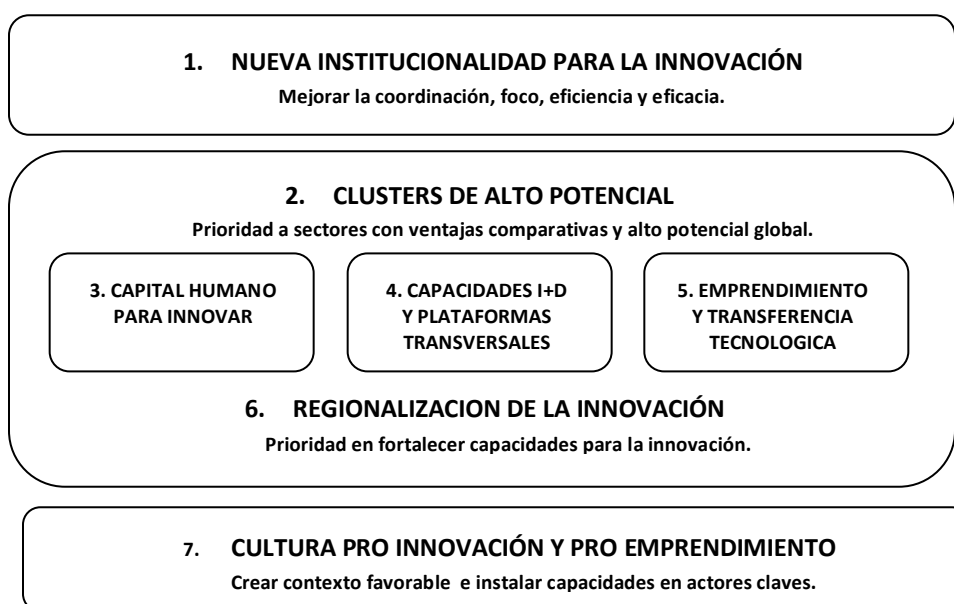 1. NUEVA INSTITUCIONALIDAD PARA LA INNOVACIÓN
Mejorar la coordinación, foco, eficiencia y eficacia.
2. CLUSTERS DE ALTO POTENCIAL
Prioridad a sectores con ventajas comparativas y alto potencial global.
3. CAPITAL HUMANO
PARA INNOVAR
4. CAPACIDADES I+D
Y PLATAFORMAS
TRANSVERSALES
5. EMPRENDIMIENTO
Y TRANSFERENCIA
TECNOLOGICA
6. REGIONALIZACION DE LA INNOVACIÓN
Prioridad en fortalecer capacidades para la innovación.
7. CULTURA PRO INNOVACIÓN Y PRO EMPRENDIMIENTO
Crear contexto favorable e instalar capacidades en actores claves.